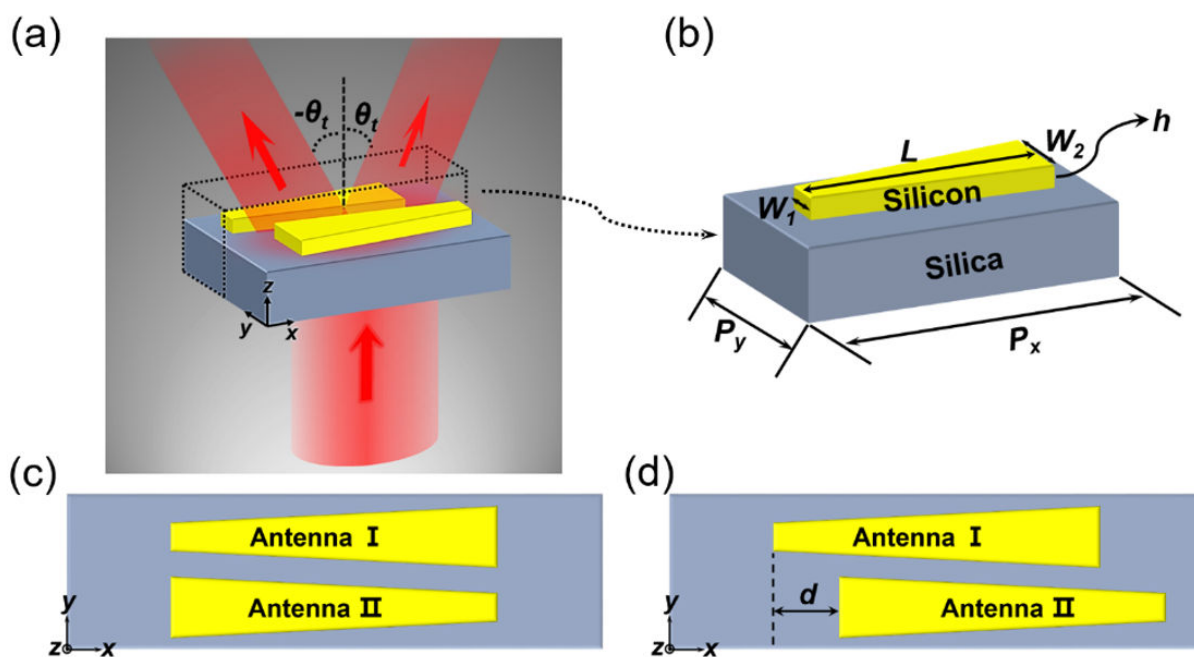 (a)
-θt
θt
z
y
x
(b)
L
W2
h
W1
Silicon
Silica
Py
Px
(c)
Antenna I
Antenna II
y
z
x
(d)
Antenna I
d
Antenna II
y
z
x